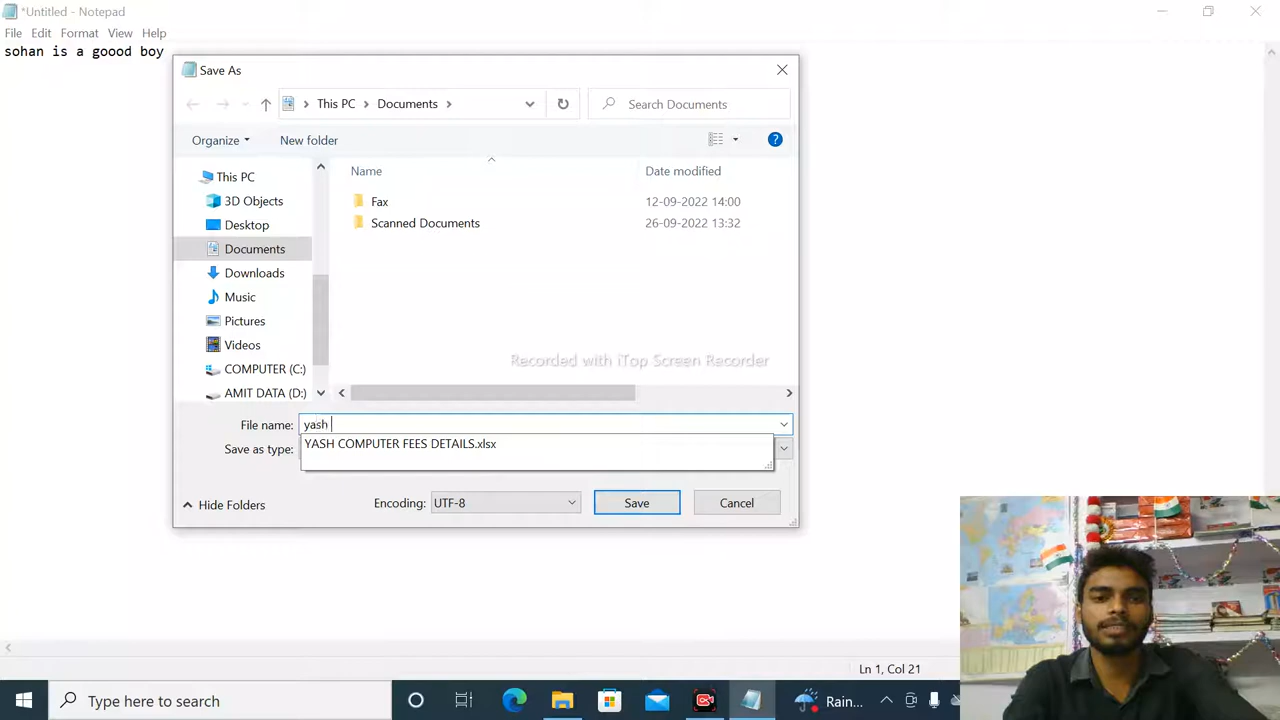 *Untitled - Notepad
File Edit Format View Help
sohan is a goood boy
Save As
This PC Documents
Search Documents
Organize New folder
This PC
3D Objects
Desktop
Documents
Downloads
Music
Pictures
Videos
COMPUTER (C:)
AMIT DATA (D:)
Name Date modified
Fax 12-09-2022 14:00
Scanned Documents 26-09-2022 13:32
Recorded with iTop Screen Recorder
File name: yash
YASH COMPUTER FEES DETAILS.xlsx
Save as type:
Hide Folders Encoding: UTF-8 Save Cancel
Ln 1, Col 21
Type here to search
Rain...